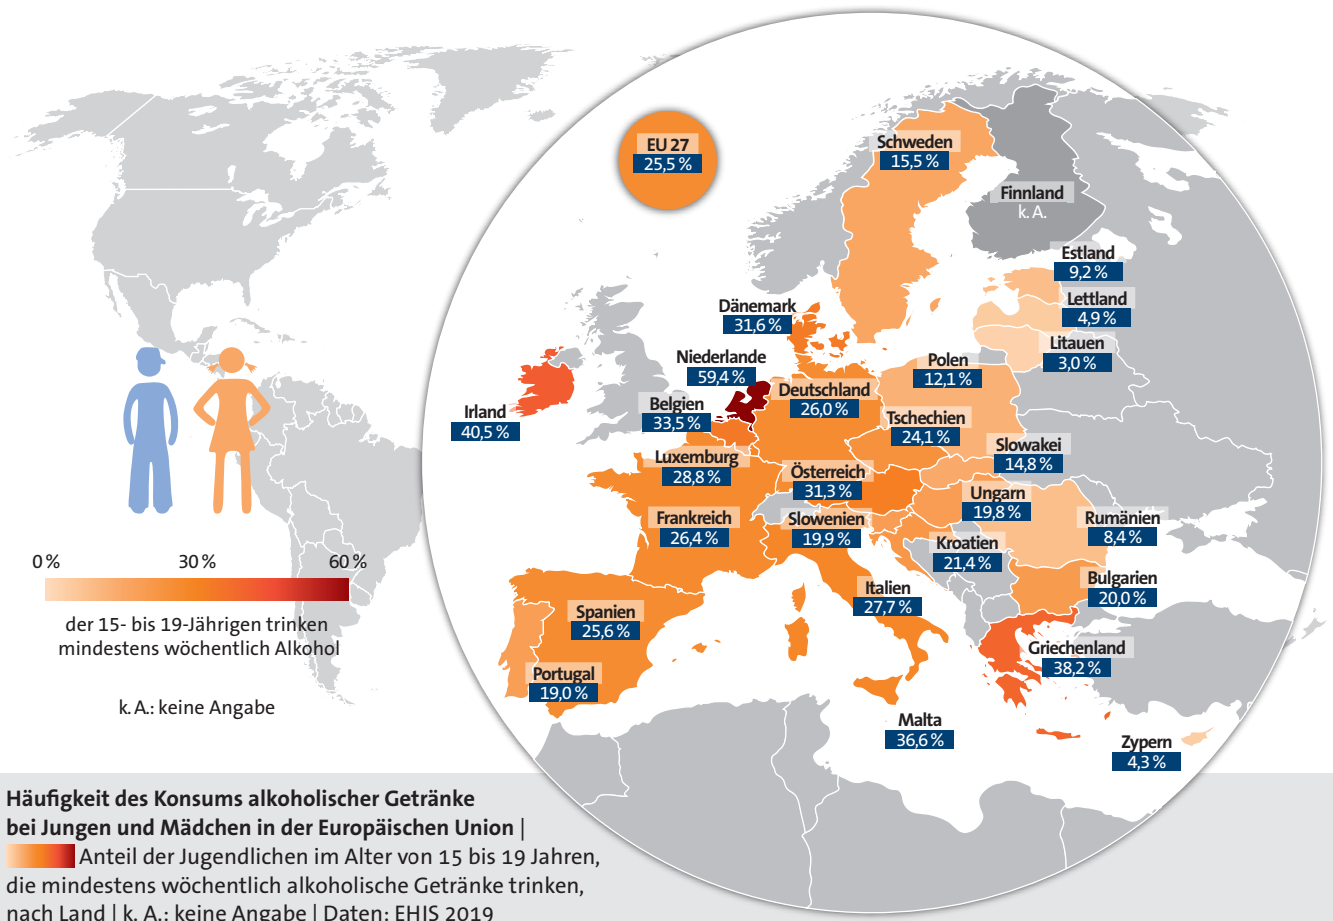 EU 27
25,5 %
Schweden
15,5 %
Finnland
k. A.
Estland
9,2 %
Lettland
4,9 %
Litauen
3,0 %
Dänemark
31,6 %
Niederlande
59,4 %
Polen
12,1 %
Deutschland
26,0 %
Belgien
33,5 %
Irland
40,5 %
Tschechien
24,1 %
Slowakei
14,8 %
Luxemburg
28,8 %
Österreich
31,3 %
Ungarn
19,8 %
Rumänien
8,4 %
Frankreich
26,4 %
Slowenien
19,9 %
Kroatien
21,4 %
Bulgarien
20,0 %
Italien
27,7 %
Spanien
25,6 %
Griechenland
38,2 %
Portugal
19,0 %
Malta
36,6 %
Zypern
4,3 %
0 % 30 % 60 %
der 15- bis 19-Jährigen trinken
mindestens wöchentlich Alkohol
k. A.: keine Angabe
Häufigkeit des Konsums alkoholischer Getränke
bei Jungen und Mädchen in der Europäischen Union |
Anteil der Jugendlichen im Alter von 15 bis 19 Jahren,
die mindestens wöchentlich alkoholische Getränke trinken,
nach Land | k. A.: keine Angabe | Daten: EHIS 2019